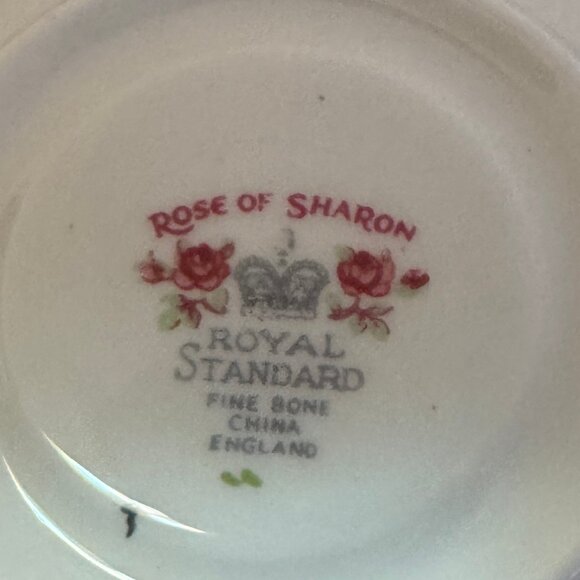 ROSE OF SHARON
ROYAL
STANDARD
FINE BONE
CHINA
ENGLAND